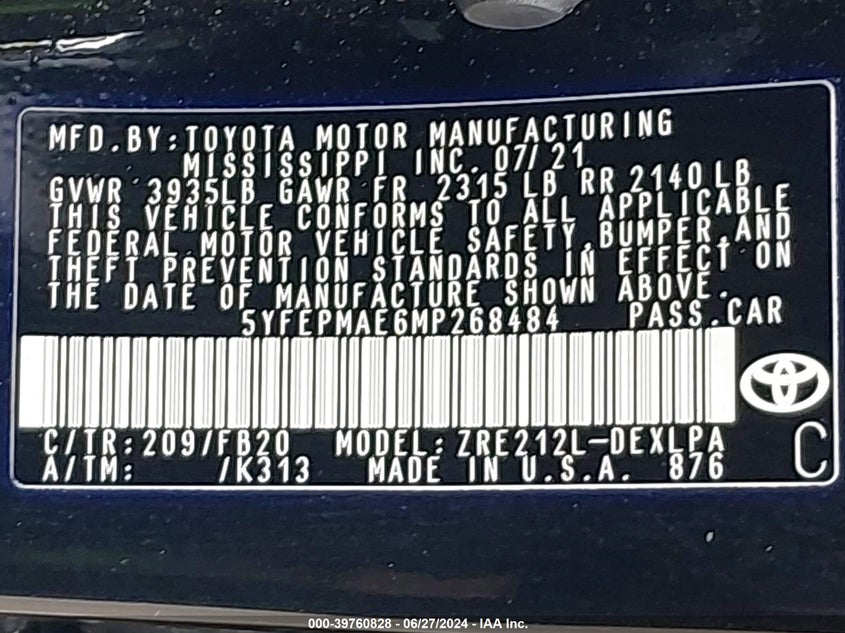 MFD.BY:TOYOTA MOTOR MANUFACTURING
MISSISSIPPI INC. 07/21
GVWR 3935LB GAWR FR 2315 LB RR 2140 LB
THIS VEHICLE CONFORMS TO ALL APPLICABLE
FEDERAL MOTOR VEHICLE SAFETY,BUMPER,AND
THEFT PREVENTION STANDARDS IN EFFECT ON
THE DATE OF MANUFACTURE SHOWN ABOVE.
5YFEPMAE6MP268484 PASS.CAR
C/TR:209/FB20 MODEL:ZRE212L-DEXLPA
A/TM: /K313 MADE IN U.S.A. 876
C
000-39760828 - 06/27/2024 - IAA Inc.